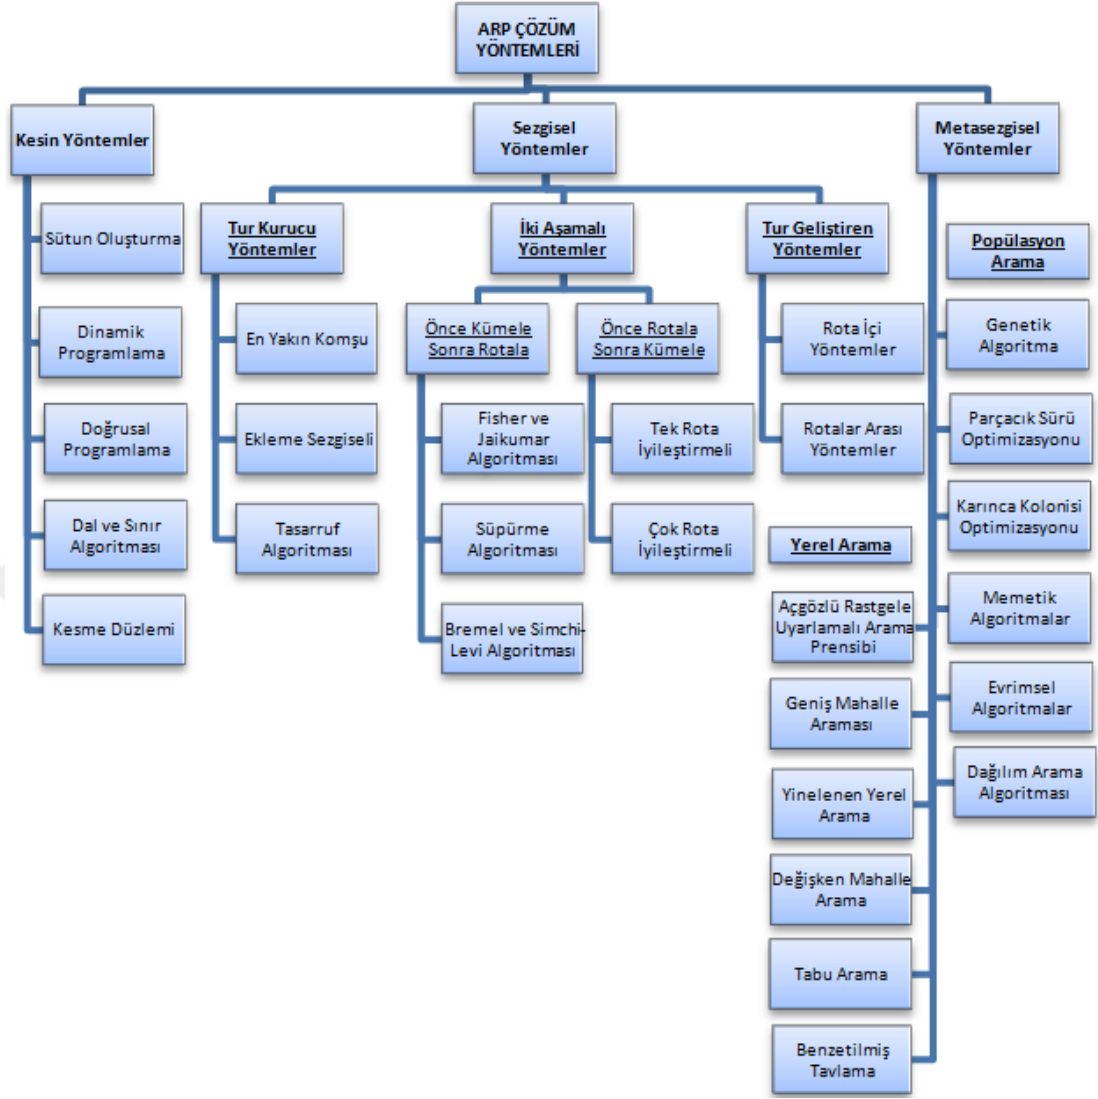 ARP ÇÖZÜM
YÖNTEMLERİ
Kesin Yöntemler
Sezgisel
Yöntemler
Metasezgisel
Yöntemler
Sütun Oluşturma
Dinamik
Programlama
Doğrusal
Programlama
Dal ve Sınır
Algoritması
Kesme Düzlemi
Tur Kurucu
Yöntemler
En Yakın Komşu
Ekleme Sezgiseli
Tasarruf
Algoritması
İki Aşamalı
Yöntemler
Önce Kümele
Sonra Rotala
Fisher ve
Jaikumar
Algoritması
Süpürme
Algoritması
Bremel ve Simchi-
Levi Algoritması
Önce Rotala
Sonra Kümele
Tek Rota
İyileştirmeli
Çok Rota
İyileştirmeli
Tur Geliştiren
Yöntemler
Rota İçi
Yöntemler
Rotalar Arası
Yöntemler
Yerel Arama
Açgözlü Rastgele
Uyarlamalı Arama
Prensibi
Geniş Mahalle
Araması
Yinelenen Yerel
Arama
Değişken Mahalle
Arama
Tabu Arama
Benzetilmiş
Tavlama
Popülasyon
Arama
Genetik
Algoritma
Parçacık Sürü
Optimizasyonu
Karınca Kolonisi
Optimizasyonu
Memetik
Algoritmalar
Evrimsel
Algoritmalar
Dağılım Arama
Algoritması